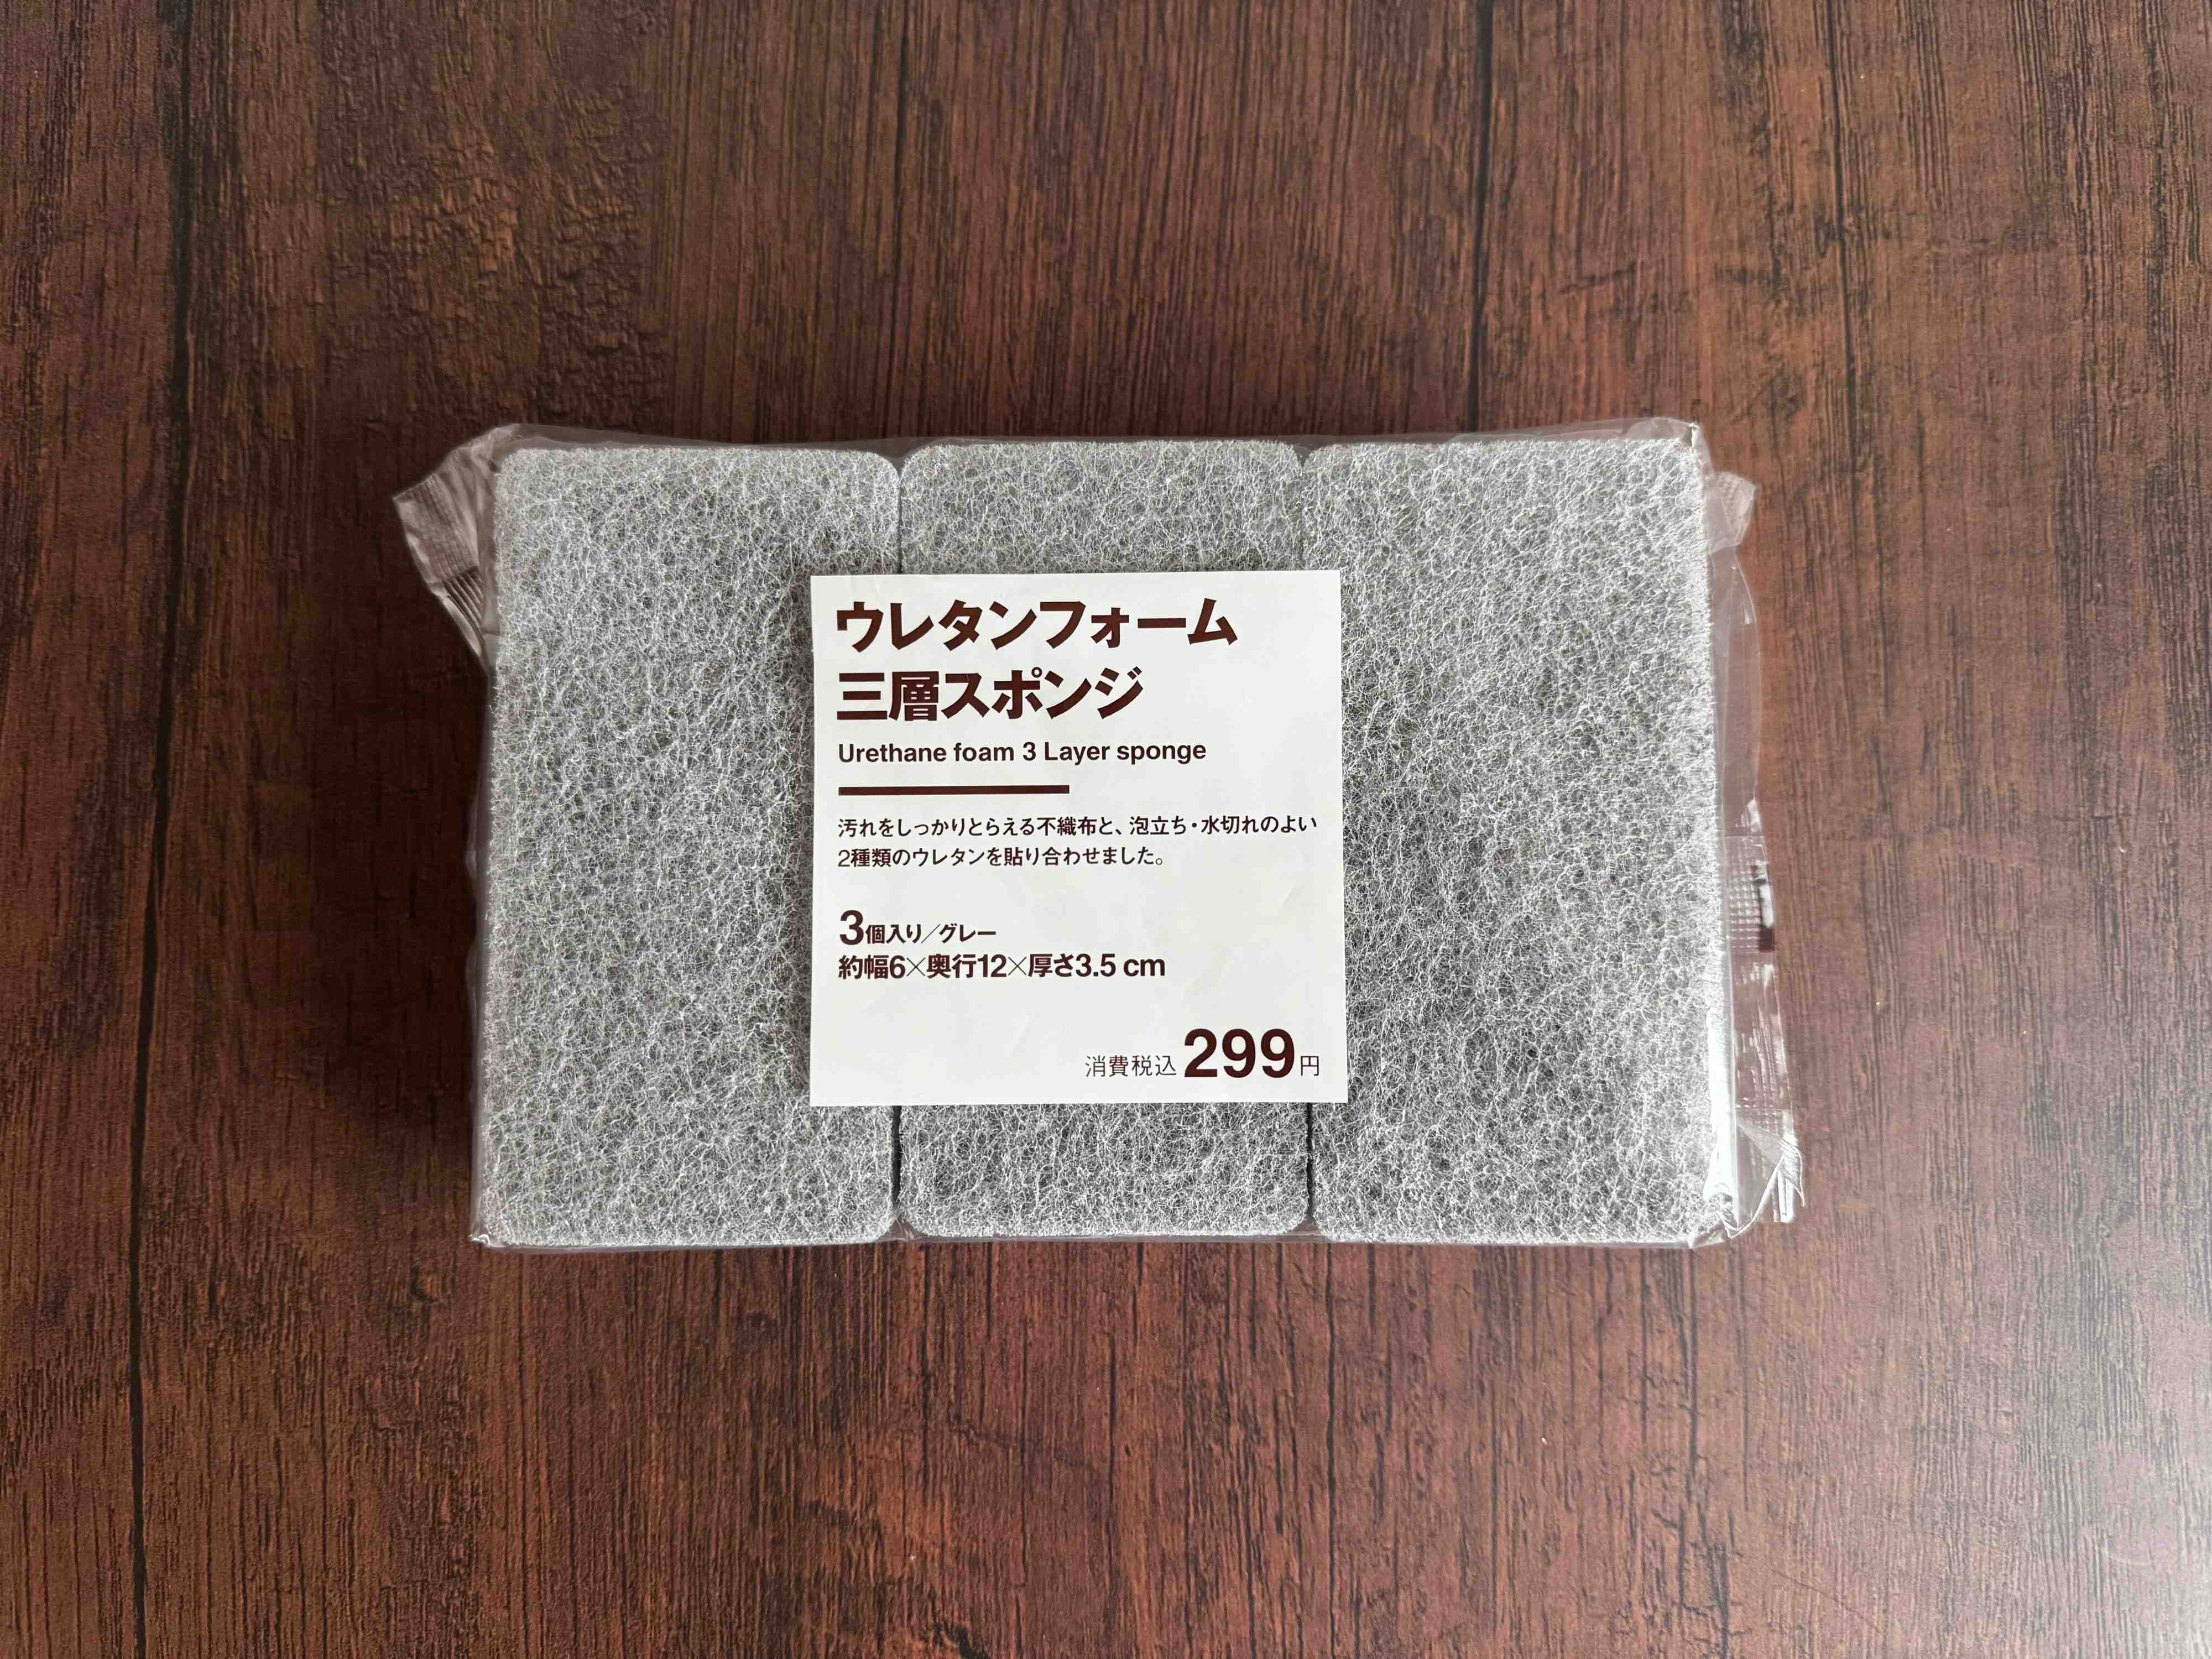 ウレタンフォーム
三層スポンジ
Urethane foam 3 Layer sponge
汚れをしっかりとらえる不織布と、泡立ち・水切れのよい
2種類のウレタンを貼り合わせました。
3個入り／グレー
約幅6×奥行12×厚さ3.5 cm
消費税込299円